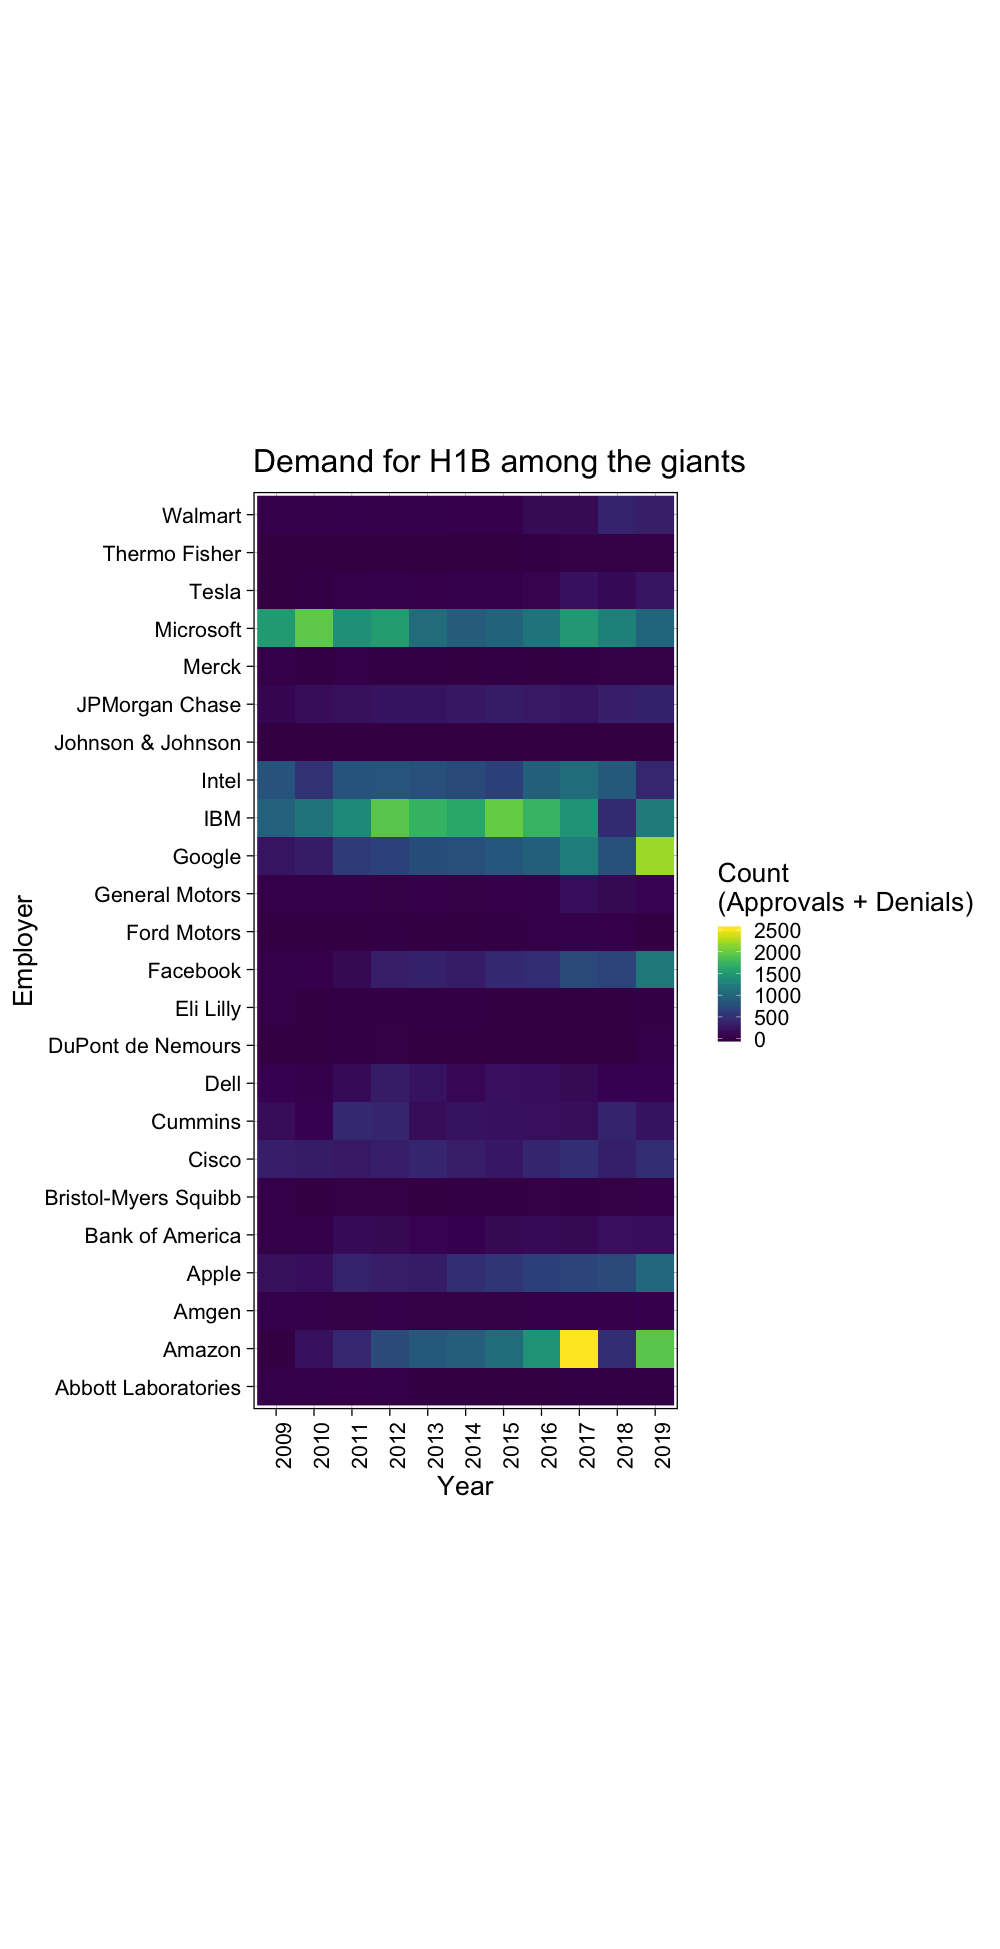 Demand for H1B among the giants
Employer
Walmart
Thermo Fisher
Tesla
Microsoft
Merck
JPMorgan Chase
Johnson & Johnson
Intel
IBM
Google
General Motors
Ford Motors
Facebook
Eli Lilly
DuPont de Nemours
Dell
Cummins
Cisco
Bristol-Myers Squibb
Bank of America
Apple
Amgen
Amazon
Abbott Laboratories
2009
2010
2011
2012
2013
2014
2015
2016
2017
2018
2019
Year
Count
(Approvals + Denials)
2500
2000
1500
1000
500
0